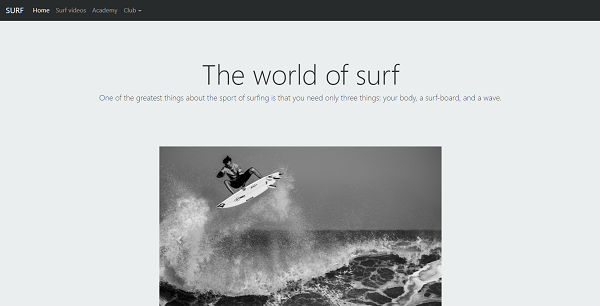 SURF Home Surf videos Academy Club
The world of surf
One of the greatest things about the sport of surfing is that you need only three things: your body, a surf-board, and a wave.